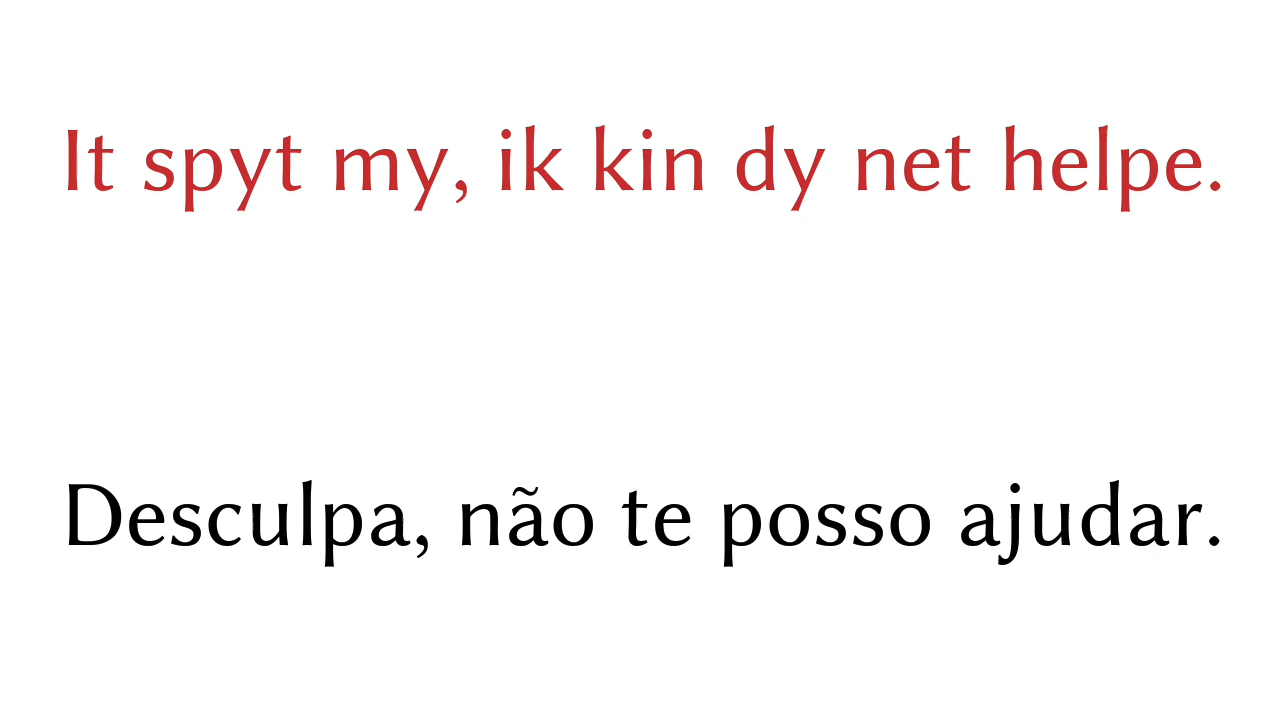 It spyt my, ik kin dy net helpe.
Desculpa, não te posso ajudar.